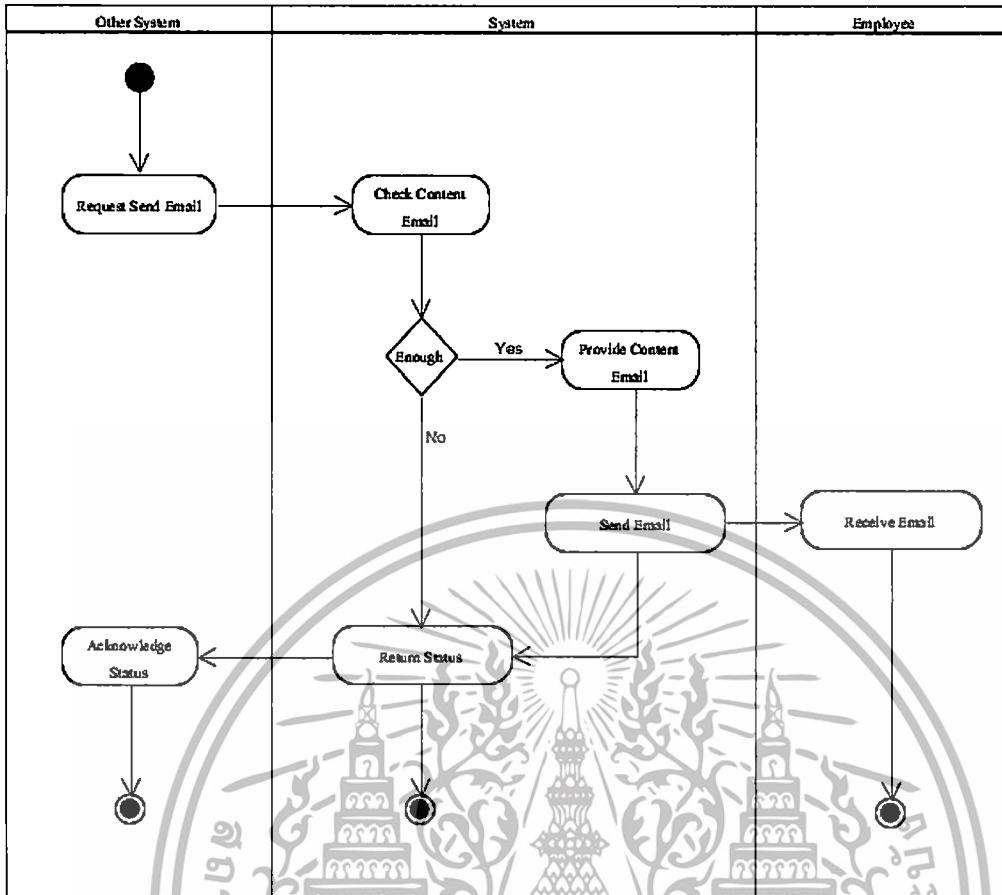 Other System
System
Employee
Request Send Email
Check Content
Email
Enough
Yes
Provide Content
Email
No
Send Email
Receive Email
Acknowledge
Status
Return Status